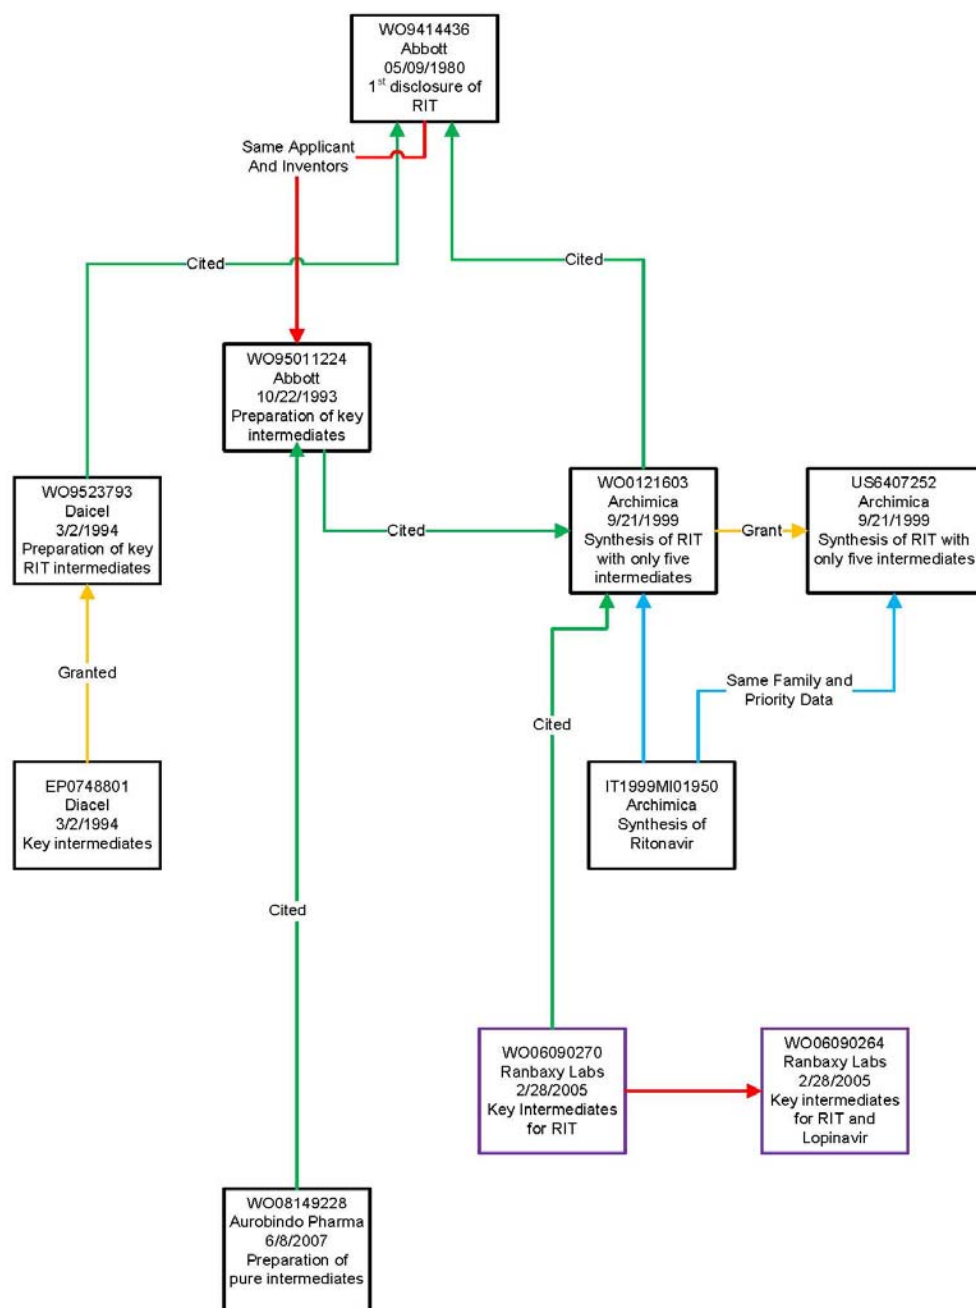 WO9414436
Abbott
05/09/1980
1st disclosure of
RIT
Same Applicant
And Inventors
Cited
Cited
WO95011224
Abbott
10/22/1993
Preparation of key
intermediates
WO9523793
Daicel
3/2/1994
Preparation of key
RIT intermediates
Cited
WO0121603
Archimica
9/21/1999
Synthesis of RIT
with only five
intermediates
Grant
US6407252
Archimica
9/21/1999
Synthesis of RIT with
only five intermediates
Granted
Cited
Same Family and
Priority Data
EP0748801
Diacel
3/2/1994
Key intermediates
IT1999MI01950
Archimica
Synthesis of
Ritonavir
Cited
WO06090270
Ranbaxy Labs
2/28/2005
Key Intermediates
for RIT
WO06090264
Ranbaxy Labs
2/28/2005
Key intermediates
for RIT and
Lopinavir
WO08149228
Aurobindo Pharma
6/8/2007
Preparation of
pure intermediates